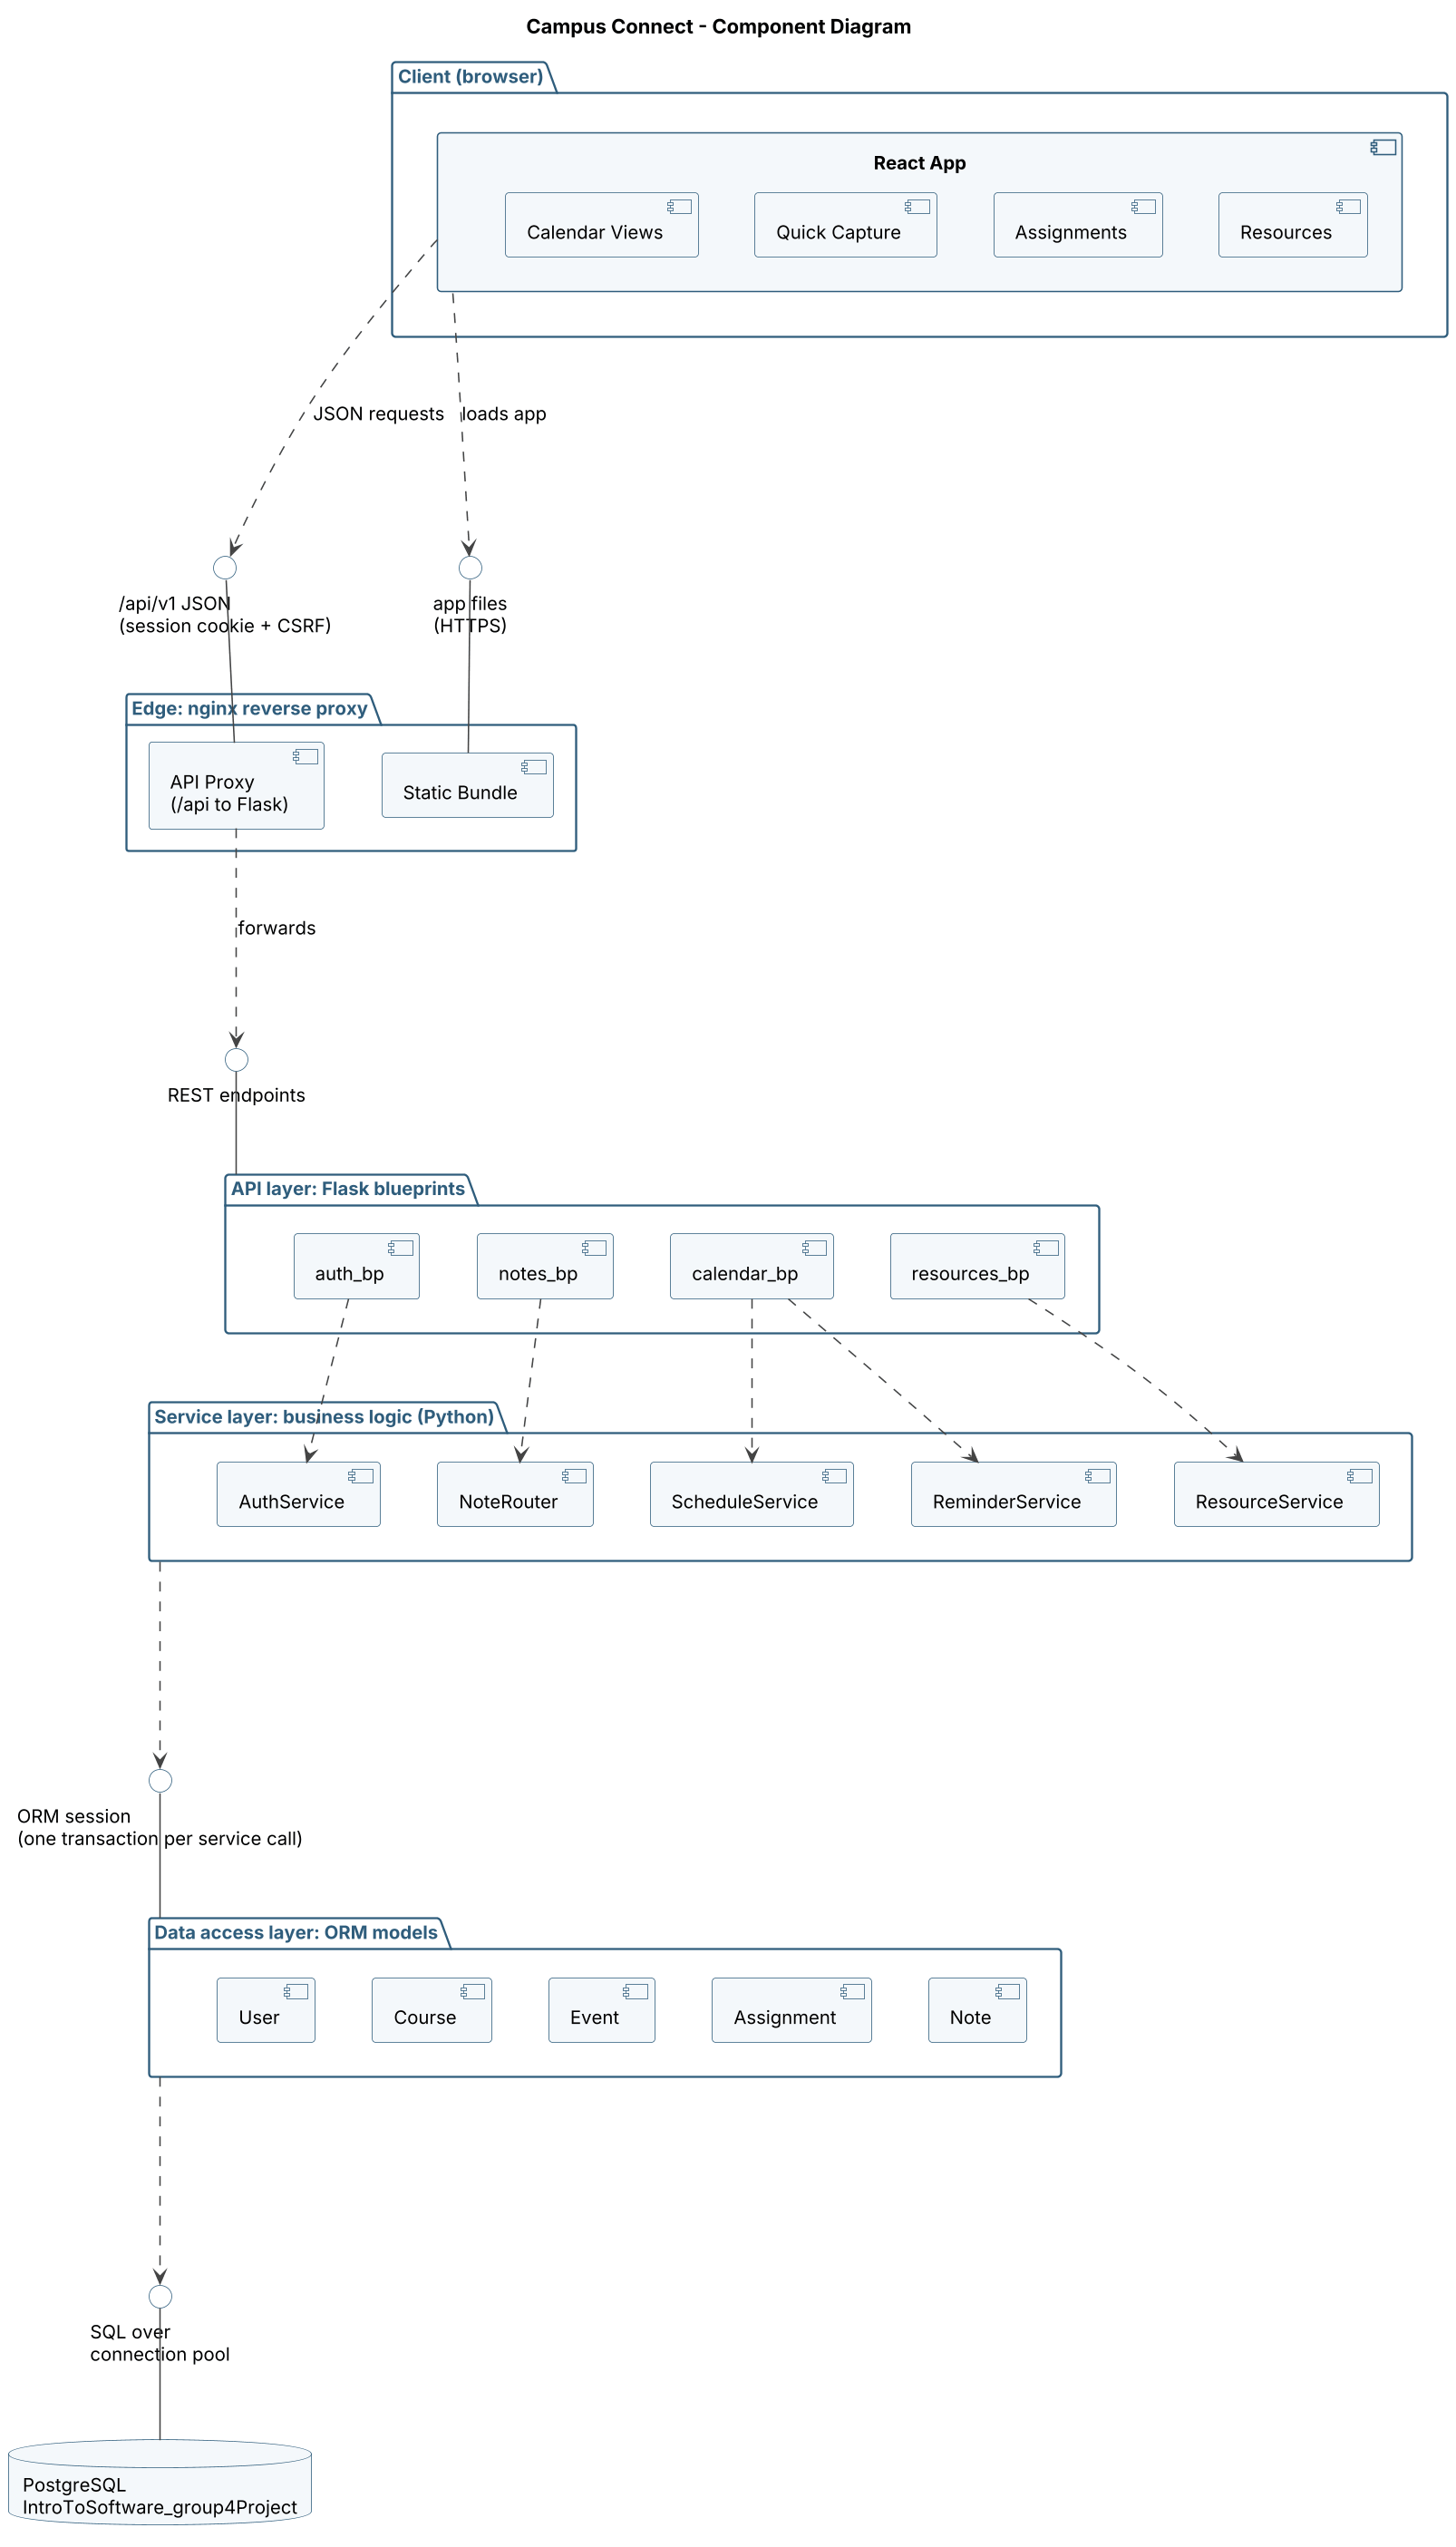 Campus Connect - Component Diagram
Client (browser)
React App
Calendar Views
Quick Capture
Assignments
Resources
JSON requests
loads app
/api/v1 JSON
(session cookie + CSRF)
app files
(HTTPS)
Edge: nginx reverse proxy
API Proxy
(/api to Flask)
Static Bundle
forwards
REST endpoints
API layer: Flask blueprints
auth_bp
notes_bp
calendar_bp
resources_bp
Service layer: business logic (Python)
AuthService
NoteRouter
ScheduleService
ReminderService
ResourceService
ORM session
(one transaction per service call)
Data access layer: ORM models
User
Course
Event
Assignment
Note
SQL over
connection pool
PostgreSQL
IntroToSoftware_group4Project